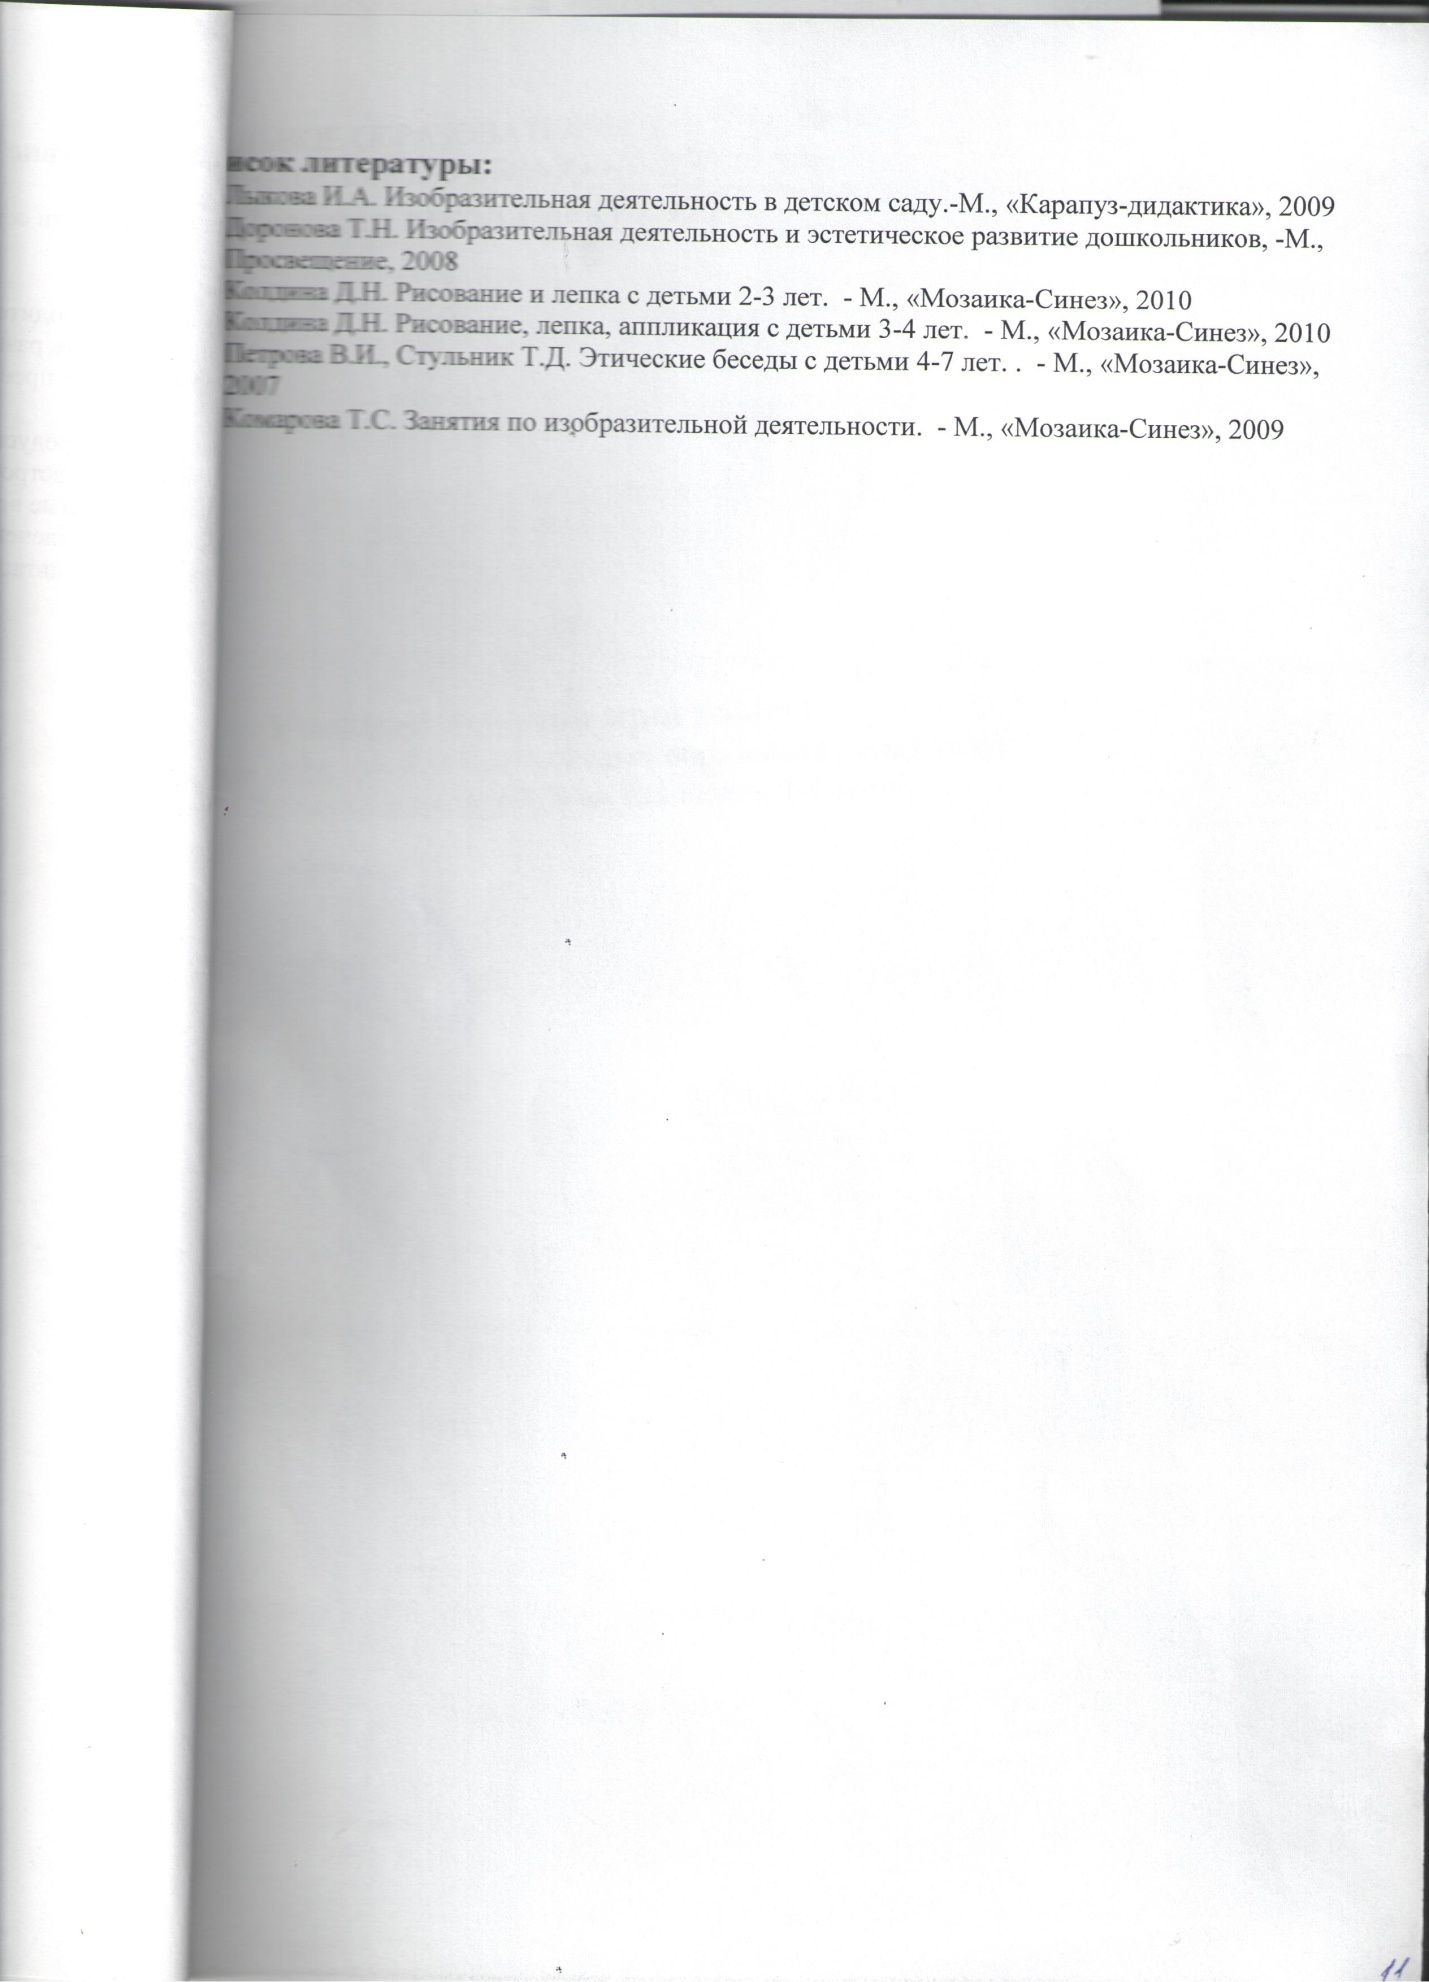 исок литературы:
Лыкова И.А. Изобразительная деятельность в детском саду.-М., «Карапуз-дидактика», 2009
Доронова Т.Н. Изобразительная деятельность и эстетическое развитие дошкольников, -М.,
Просвещение, 2008
Колдина Д.Н. Рисование и лепка с детьми 2-3 лет.  - М., «Мозаика-Синез», 2010
Колдина Д.Н. Рисование, лепка, аппликация с детьми 3-4 лет.  - М., «Мозаика-Синез», 2010
Петрова В.И., Стульник Т.Д. Этические беседы с детьми 4-7 лет. .  - М., «Мозаика-Синез»,
2007
Комарова Т.С. Занятия по изобразительной деятельности.  - М., «Мозаика-Синез», 2009
11